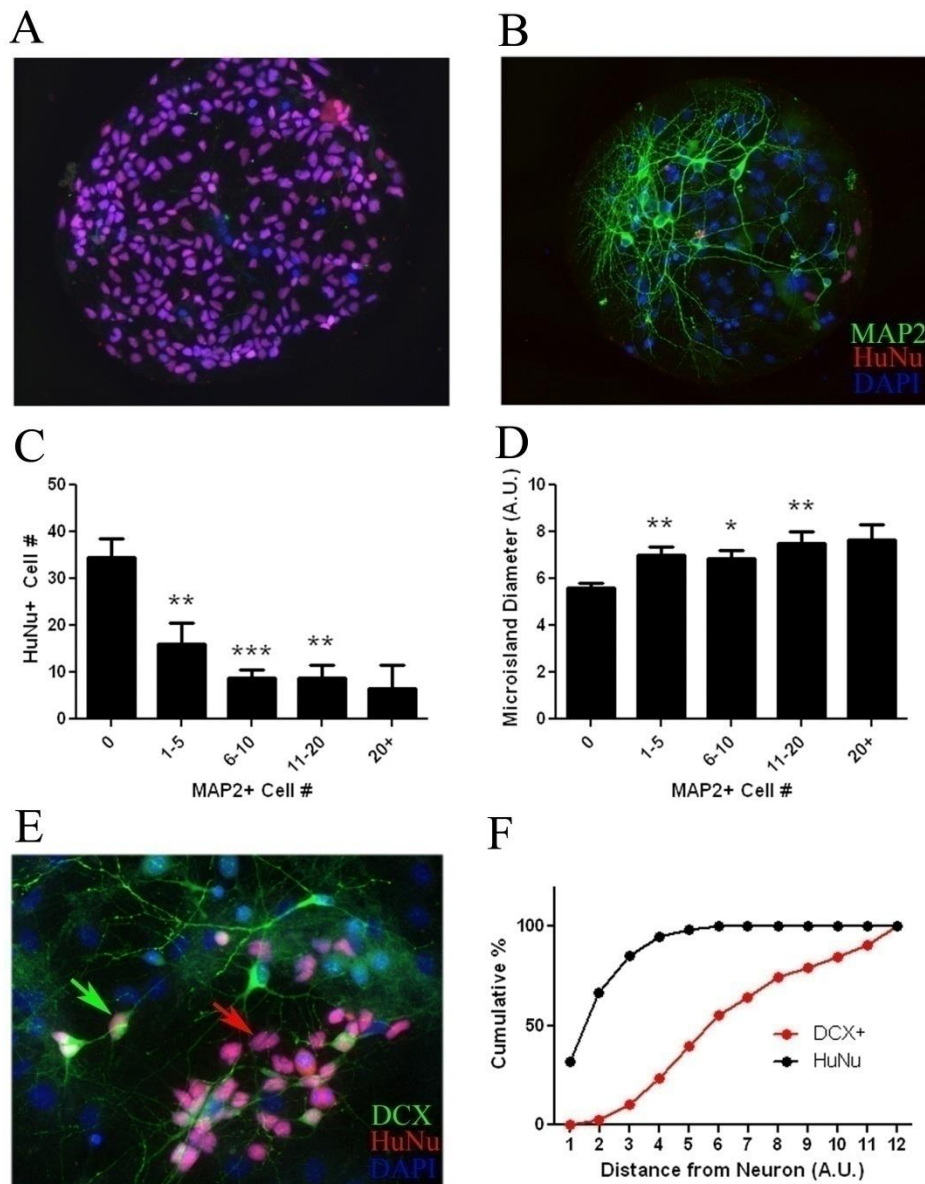 A
B
MAP2
HuNu
DAPI
C
HuNu+ Cell #
50
40
30
20
10
0
**
***
**
0
1-5
6-10
11-20
20+
MAP2+ Cell #
D
Microisland Diameter (A.U.)
10
8
6
4
2
0
**
*
**
0
1-5
6-10
11-20
20+
MAP2+ Cell #
E
DCX
HuNu
DAPI
F
Cumulative %
100
50
0
DCX+
HuNu
1 2 3 4 5 6 7 8 9 10 11 12
Distance from Neuron (A.U.)